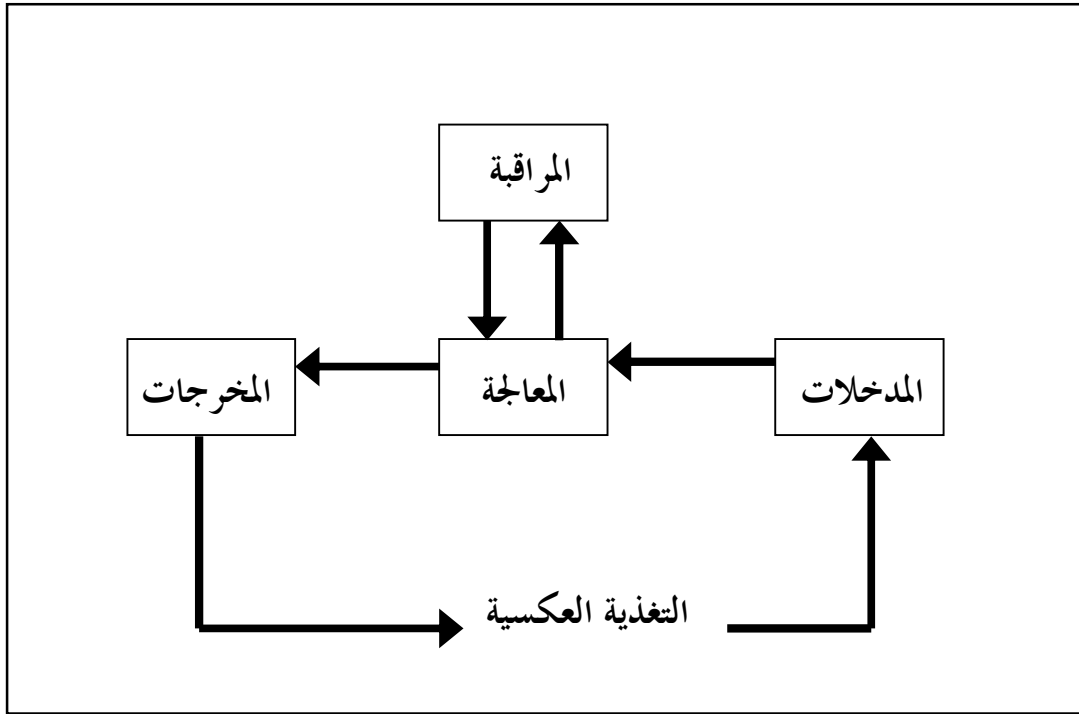 المراقبة
المدخلات
المعالجة
المخرجات
التغذية العكسية